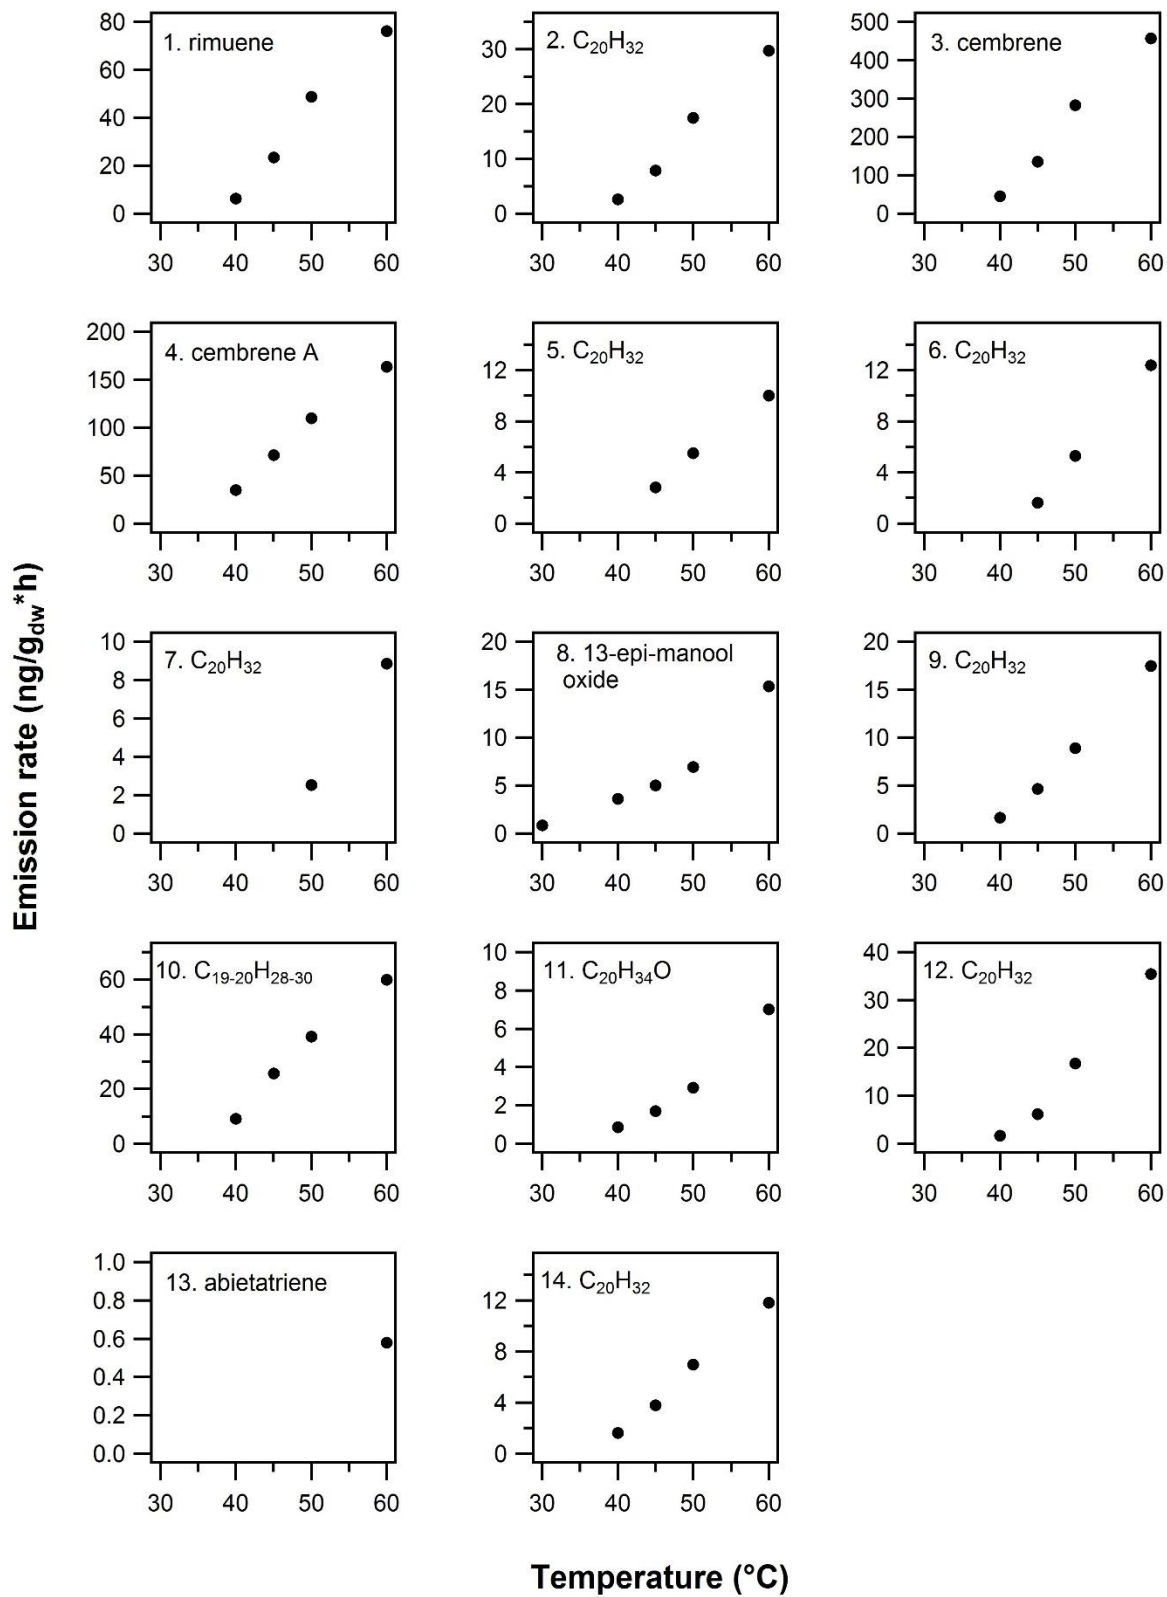 80
60
40
20
0
1. rimuene
30 40 50 60
30
20
10
0
2. C₂₀H₃₂
30 40 50 60
500
400
300
200
100
0
3. cembrene
30 40 50 60
200
150
100
50
0
4. cembrene A
30 40 50 60
12
8
4
0
5. C₂₀H₃₂
30 40 50 60
12
8
4
0
6. C₂₀H₃₂
30 40 50 60
Emission rate (ng/g_dw*h)
10
8
6
4
2
0
7. C₂₀H₃₂
30 40 50 60
20
15
10
5
0
8. 13-epi-manool
oxide
30 40 50 60
20
15
10
5
0
9. C₂₀H₃₂
30 40 50 60
60
40
20
0
10. C₁₉₋₂₀H₂₈₋₃₀
30 40 50 60
10
8
6
4
2
0
11. C₂₀H₃₄O
30 40 50 60
40
30
20
10
0
12. C₂₀H₃₂
30 40 50 60
1.0
0.8
0.6
0.4
0.2
0.0
13. abietatriene
30 40 50 60
12
8
4
0
14. C₂₀H₃₂
30 40 50 60
Temperature (°C)